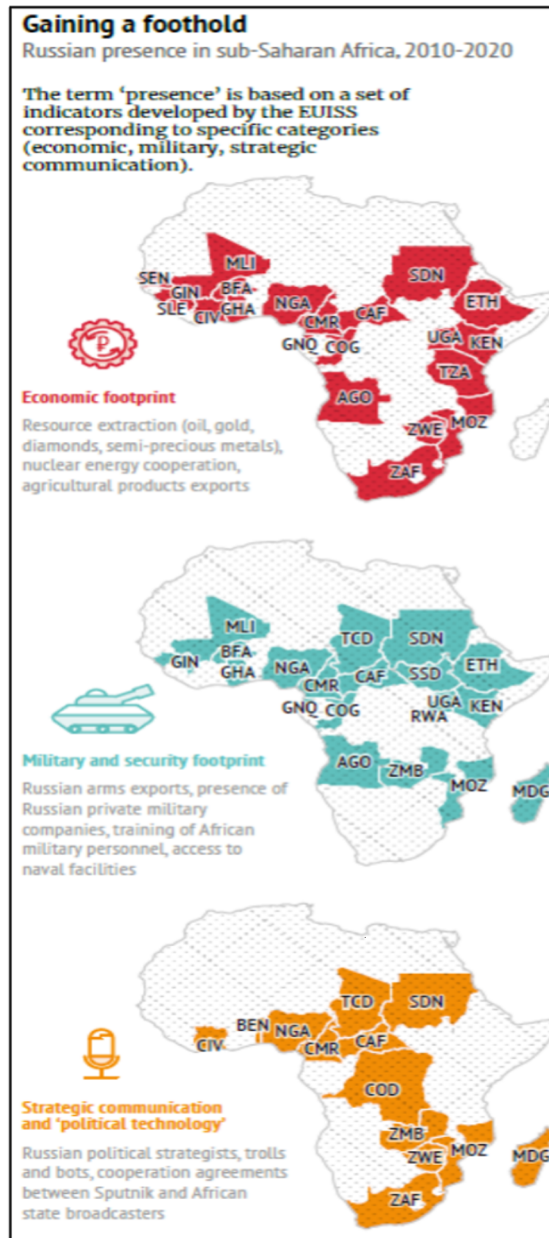 Gaining a foothold
Russian presence in sub-Saharan Africa, 2010-2020
The term ‘presence’ is based on a set of
indicators developed by the EUISS
corresponding to specific categories
(economic, military, strategic
communication).
MLI
SDN
SEN
BFA
GIN
NGA
CAF
ETH
SLE
CIV
GHA
CMR
GNQ
COG
UGA
KEN
TZA
AGO
MOZ
ZWE
ZAF
₽
Economic footprint
Resource extraction (oil, gold,
diamonds, semi-precious metals),
nuclear energy cooperation,
agricultural products exports
MLI
TCD
SDN
BFA
GIN
GHA
NGA
CAF
SSD
ETH
CMR
GNQ
COG
UGA
KEN
RWA
AGO
ZMB
MOZ
MDG
Military and security footprint
Russian arms exports, presence of
Russian private military
companies, training of African
military personnel, access to
naval facilities
TCD
SDN
BEN
NGA
CIV
CMR
CAF
COD
ZMB
MOZ
ZWE
MDG
ZAF
Strategic communication
and ‘political technology’
Russian political strategists, trolls
and bots, cooperation agreements
between Sputnik and African
state broadcasters